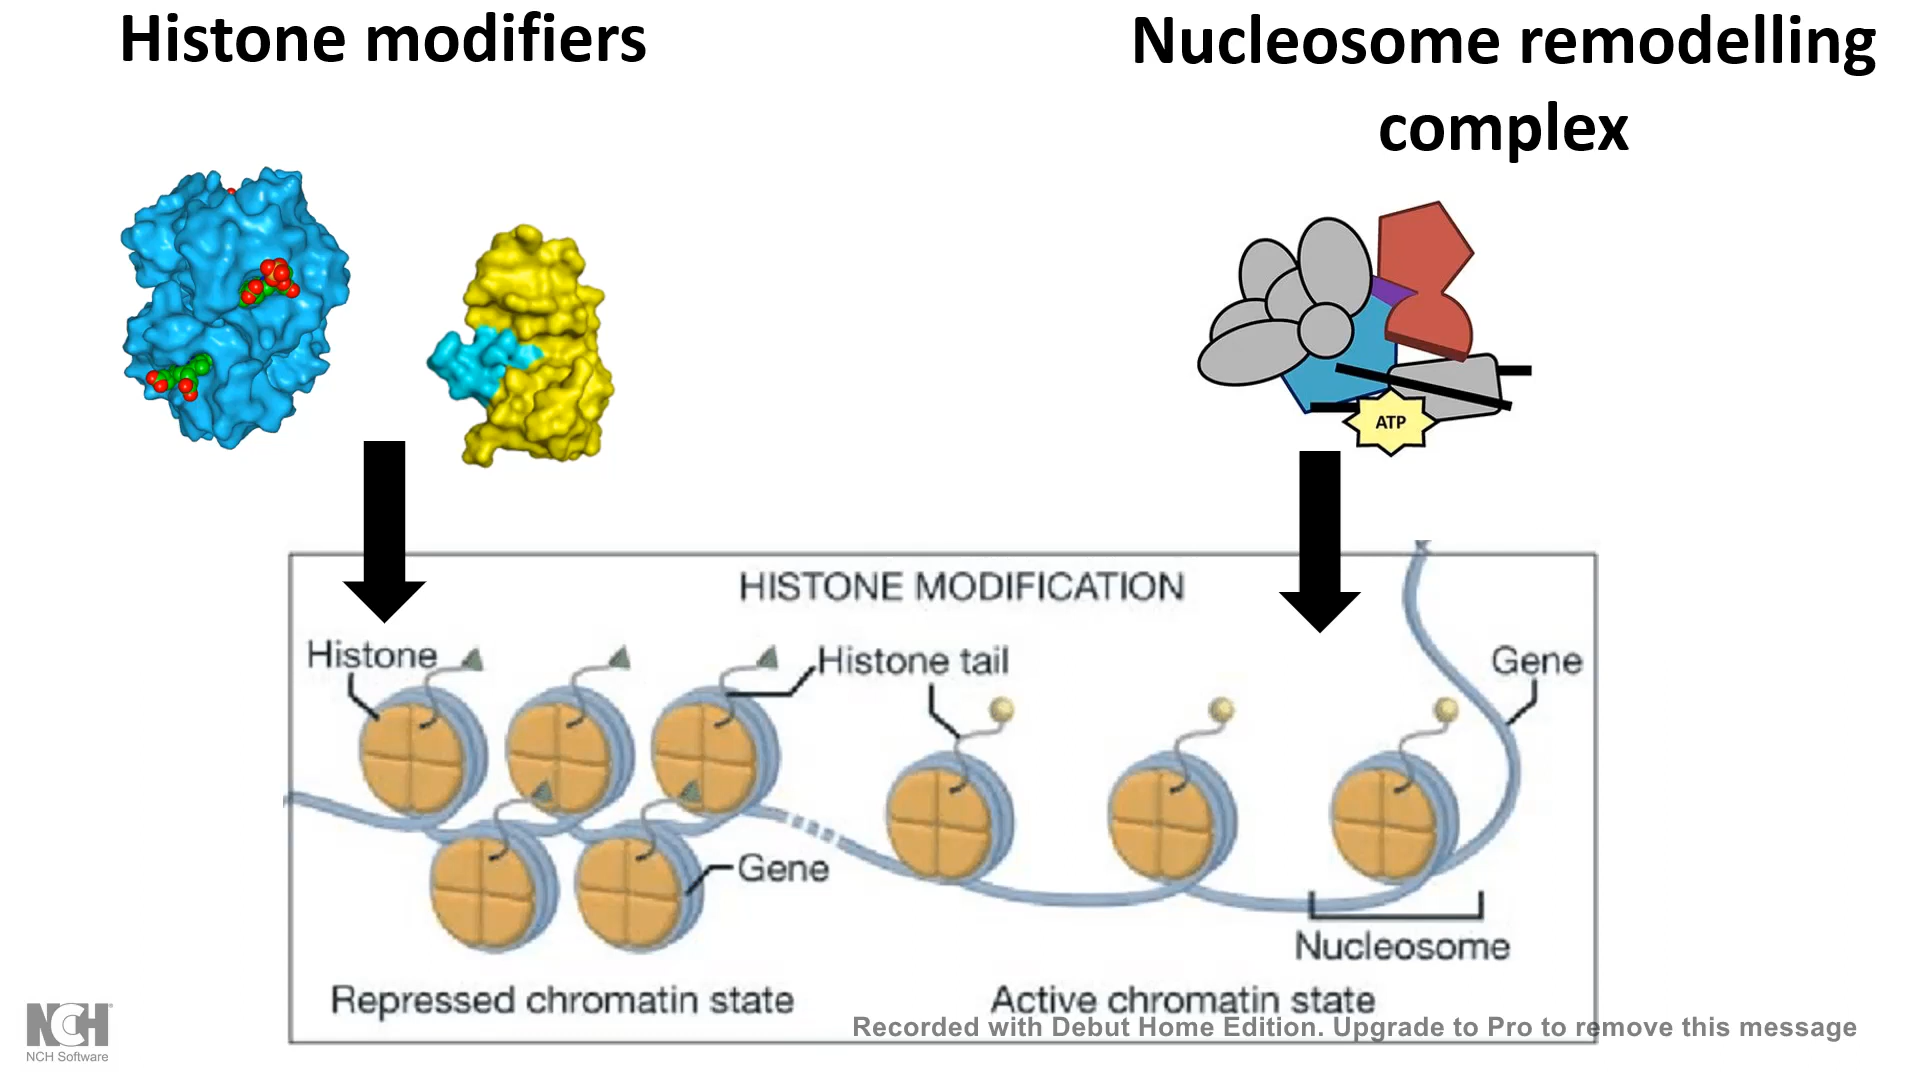 Histone modifiers
Nucleosome remodelling
complex
ATP
HISTONE MODIFICATION
Histone
Histone tail
Gene
Gene
Nucleosome
Repressed chromatin state
Active chromatin state
Recorded with Debut Home Edition. Upgrade to Pro to remove this message
NCH®
NCH Software